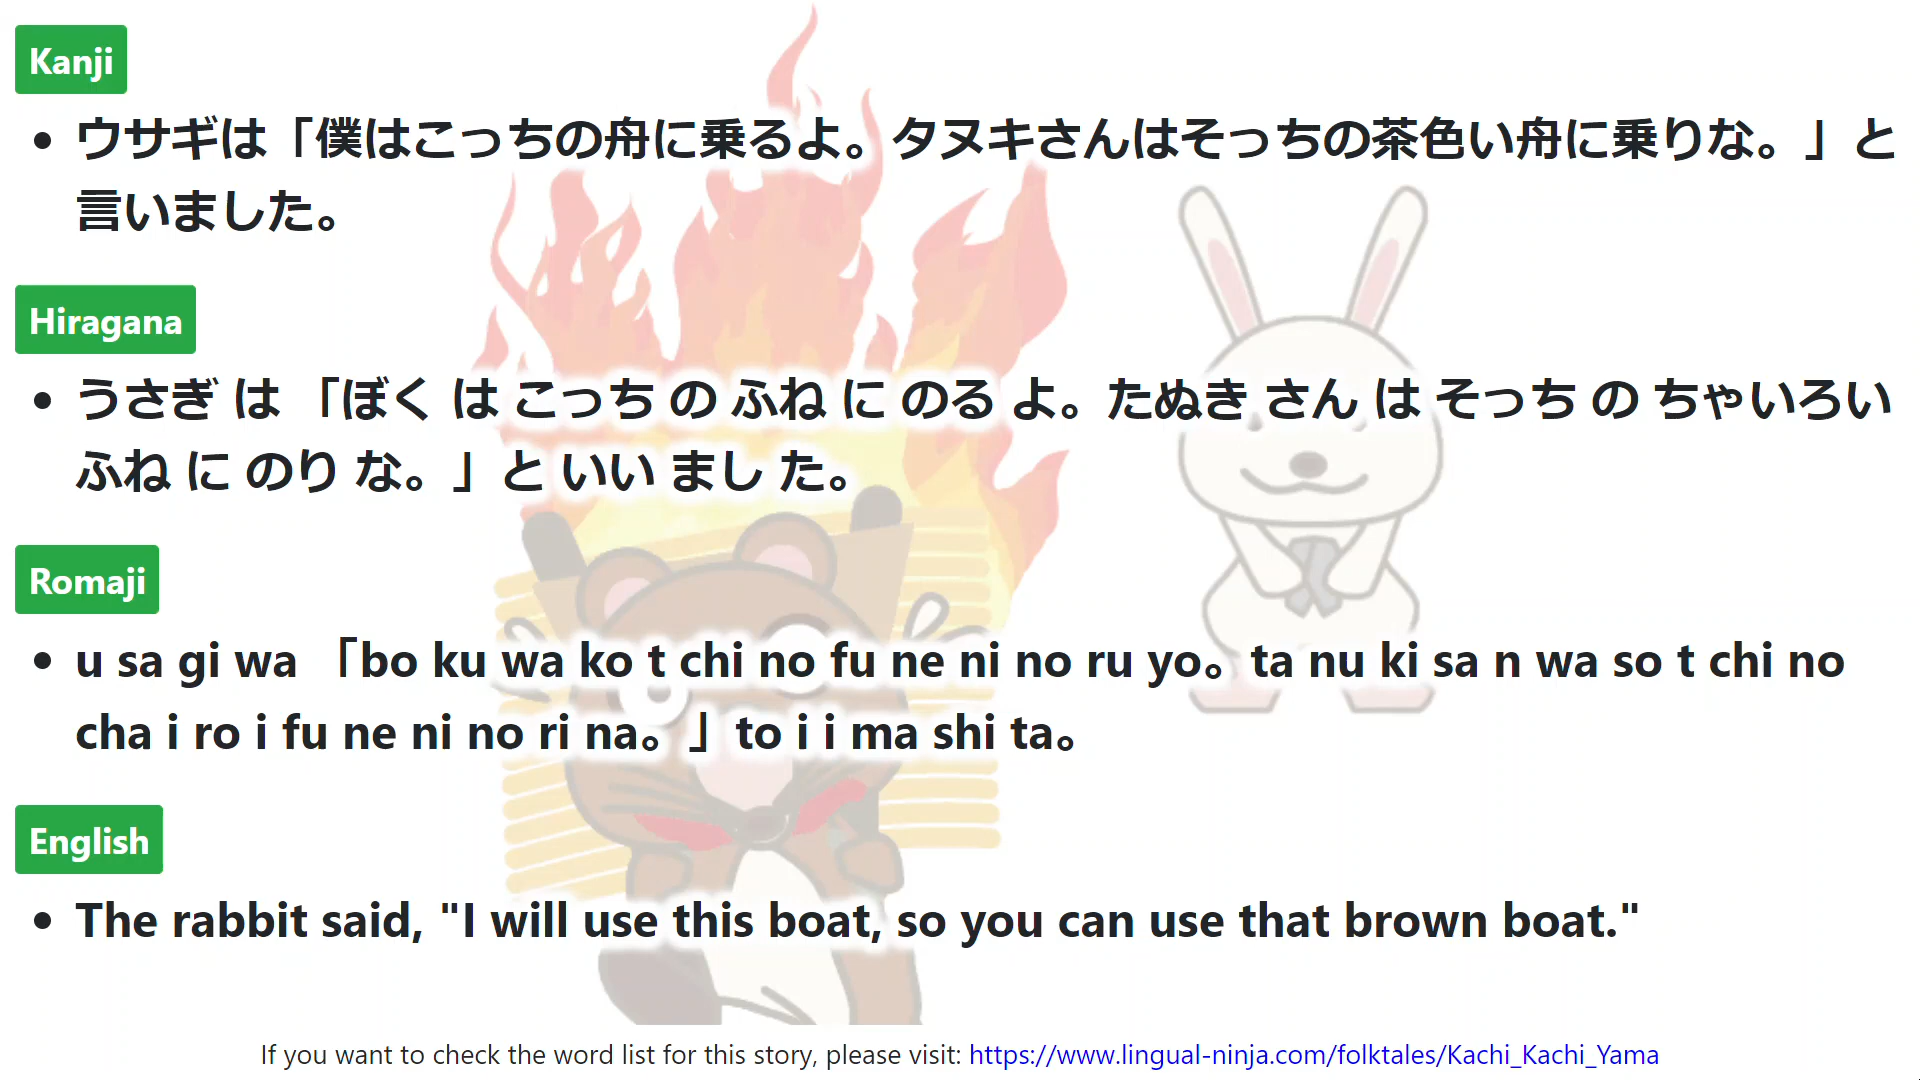 Kanji
• ウサギは「僕はこっちの舟に乗るよ。タヌキさんはそっちの茶色い舟に乗りな。」と
言いました。
Hiragana
• うさぎ は 「ぼく は こっち の ふね に のる よ。たぬき さん は そっち の ちゃいろい
ふね に のり な。」と いい まし た。
Romaji
• u sa gi wa 「bo ku wa ko t chi no fu ne ni no ru yo。ta nu ki sa n wa so t chi no
cha i ro i fu ne ni no ri na。」to i i ma shi ta。
English
• The rabbit said, "I will use this boat, so you can use that brown boat."
If you want to check the word list for this story, please visit: https://www.lingual-ninja.com/folktales/Kachi_Kachi_Yama